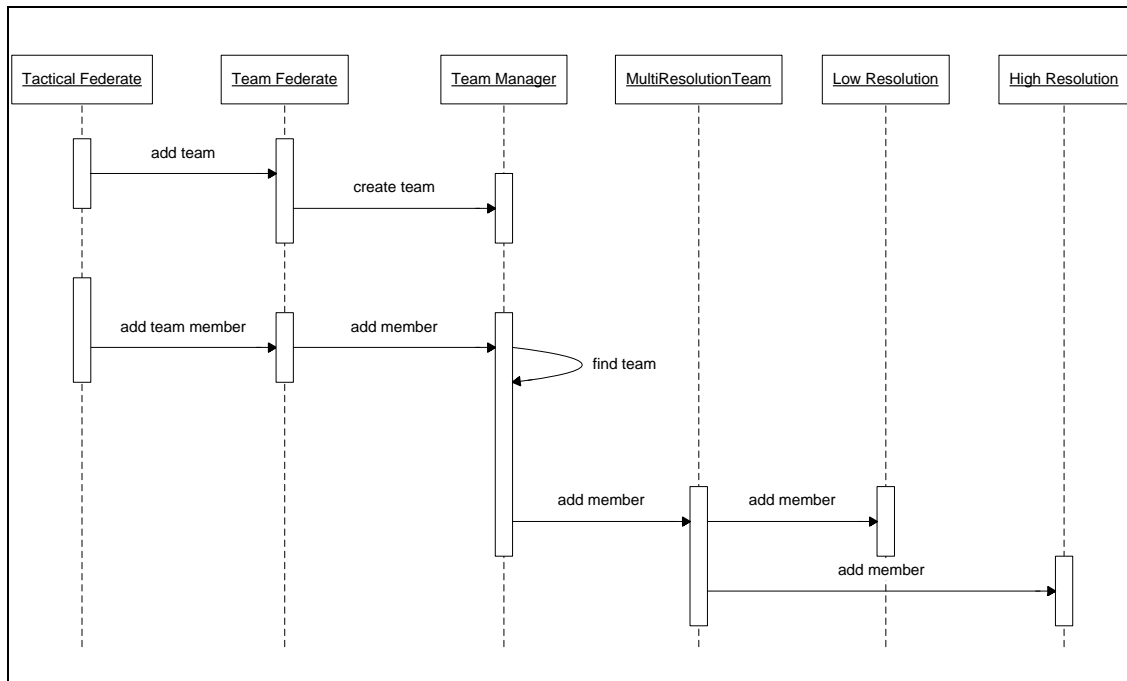 Tactical Federate
Team Federate
Team Manager
MultiResolutionTeam
Low Resolution
High Resolution
add team
create team
add team member
add member
find team
add member
add member
add member